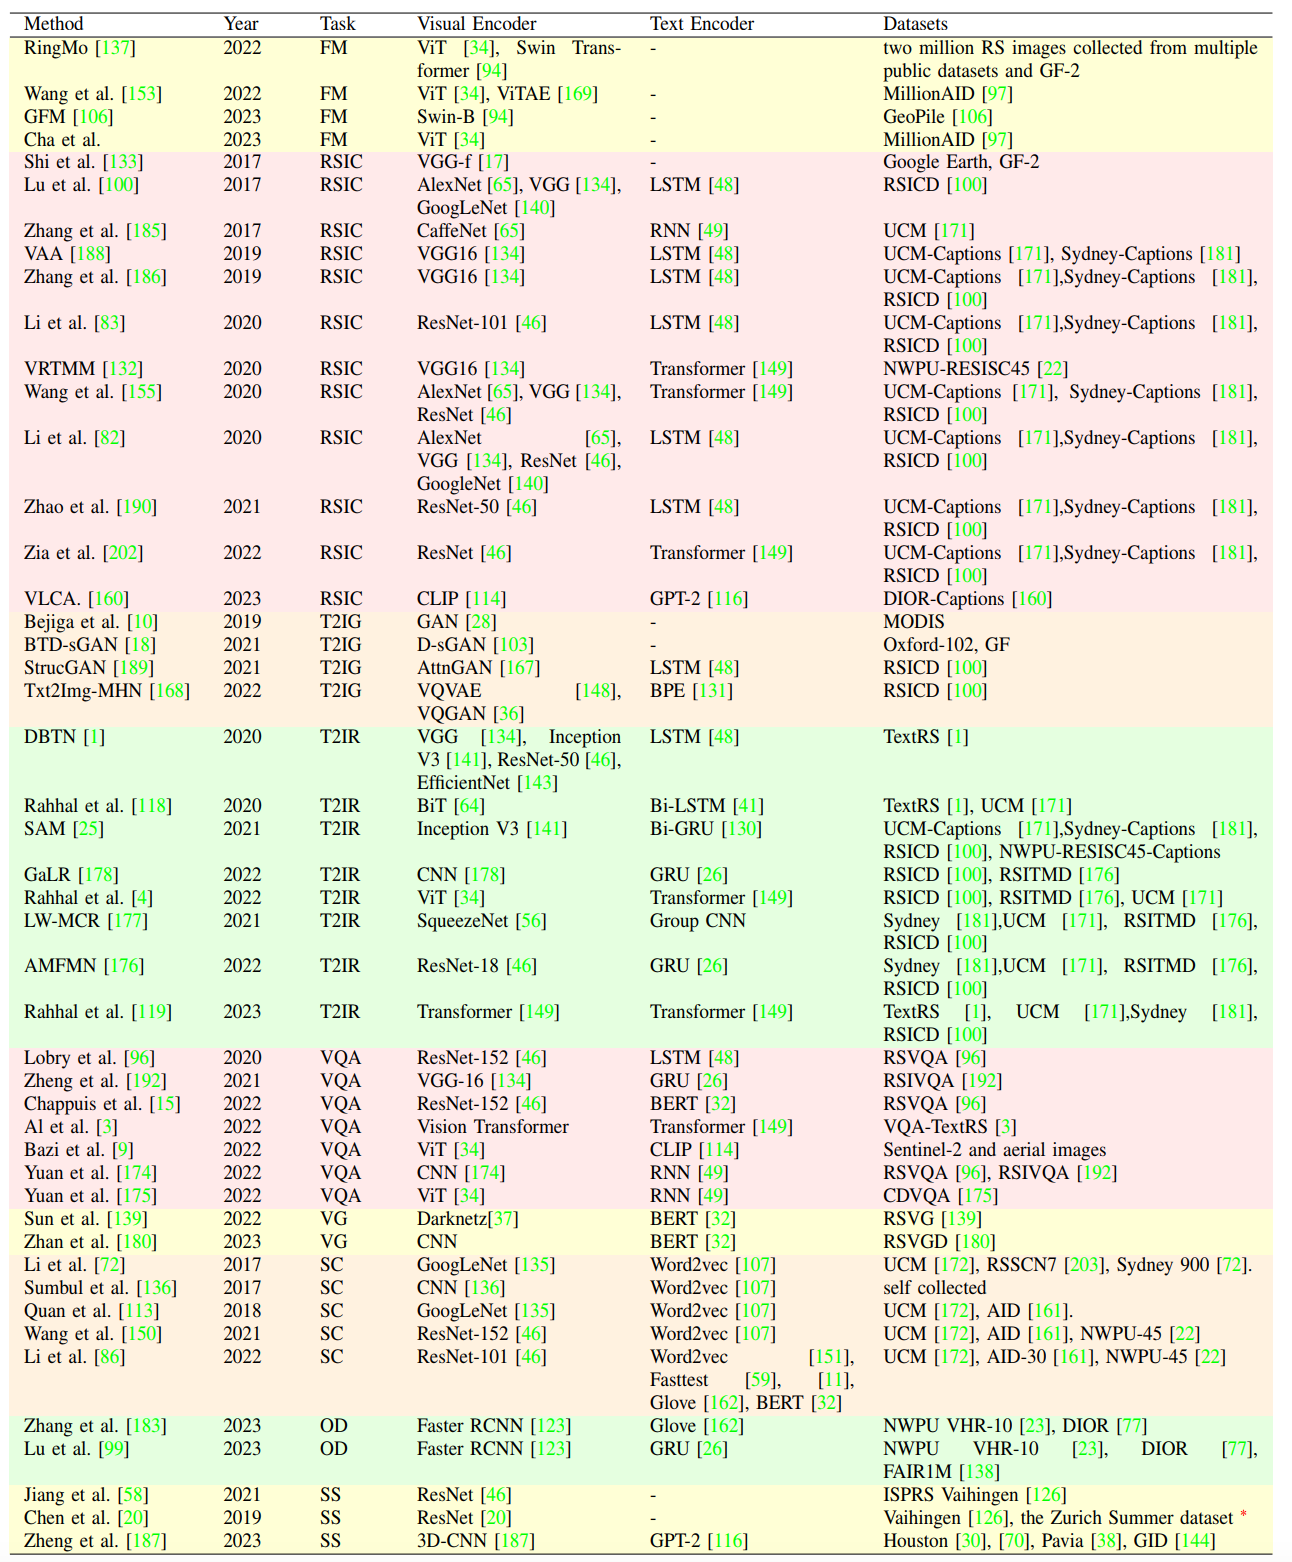 Method Year Task Visual Encoder Text Encoder Datasets
RingMo [137] 2022 FM ViT [34], Swin Trans- - two million RS images collected from multiple
former [94] public datasets and GF-2
Wang et al. [153] 2022 FM ViT [34], ViTAE [169] - MillionAID [97]
GFM [106] 2023 FM Swin-B [94] - GeoPile [106]
Cha et al. 2023 FM ViT [34] - MillionAID [97]
Shi et al. [133] 2017 RSIC VGG-f [17] - Google Earth, GF-2
Lu et al. [100] 2017 RSIC AlexNet [65], VGG [134], LSTM [48] RSICD [100]
GoogLeNet [140]
Zhang et al. [185] 2017 RSIC CaffeNet [65] RNN [49] UCM [171]
VAA [188] 2019 RSIC VGG16 [134] LSTM [48] UCM-Captions [171], Sydney-Captions [181]
Zhang et al. [186] 2019 RSIC VGG16 [134] LSTM [48] UCM-Captions [171],Sydney-Captions [181],
RSICD [100]
Li et al. [83] 2020 RSIC ResNet-101 [46] LSTM [48] UCM-Captions [171],Sydney-Captions [181],
RSICD [100]
VRTMM [132] 2020 RSIC VGG16 [134] Transformer [149] NWPU-RESISC45 [22]
Wang et al. [155] 2020 RSIC AlexNet [65], VGG [134], Transformer [149] UCM-Captions [171], Sydney-Captions [181],
ResNet [46] RSICD [100]
Li et al. [82] 2020 RSIC AlexNet [65], LSTM [48] UCM-Captions [171],Sydney-Captions [181],
VGG [134], ResNet [46], RSICD [100]
GoogleNet [140]
Zhao et al. [190] 2021 RSIC ResNet-50 [46] LSTM [48] UCM-Captions [171],Sydney-Captions [181],
RSICD [100]
Zia et al. [202] 2022 RSIC ResNet [46] Transformer [149] UCM-Captions [171],Sydney-Captions [181],
RSICD [100]
VLCA. [160] 2023 RSIC CLIP [114] GPT-2 [116] DIOR-Captions [160]
Bejiga et al. [10] 2019 T2IG GAN [28] - MODIS
BTD-sGAN [18] 2021 T2IG D-sGAN [103] - Oxford-102, GF
StrucGAN [189] 2021 T2IG AttnGAN [167] LSTM [48] RSICD [100]
Txt2Img-MHN [168] 2022 T2IG VQVAE [148], BPE [131] RSICD [100]
VQGAN [36]
DBTN [1] 2020 T2IR VGG [134], Inception LSTM [48] TextRS [1]
V3 [141], ResNet-50 [46],
EfficientNet [143]
Rahhal et al. [118] 2020 T2IR BiT [64] Bi-LSTM [41] TextRS [1], UCM [171]
SAM [25] 2021 T2IR Inception V3 [141] Bi-GRU [130] UCM-Captions [171],Sydney-Captions [181],
RSICD [100], NWPU-RESISC45-Captions
GaLR [178] 2022 T2IR CNN [178] GRU [26] RSICD [100], RSITMD [176]
Rahhal et al. [4] 2022 T2IR ViT [34] Transformer [149] RSICD [100], RSITMD [176], UCM [171]
LW-MCR [177] 2021 T2IR SqueezeNet [56] Group CNN Sydney [181],UCM [171], RSITMD [176],
RSICD [100]
AMFMN [176] 2022 T2IR ResNet-18 [46] GRU [26] Sydney [181],UCM [171], RSITMD [176],
RSICD [100]
Rahhal et al. [119] 2023 T2IR Transformer [149] Transformer [149] TextRS [1], UCM [171],Sydney [181],
RSICD [100]
Lobry et al. [96] 2020 VQA ResNet-152 [46] LSTM [48] RSVQA [96]
Zheng et al. [192] 2021 VQA VGG-16 [134] GRU [26] RSIVQA [192]
Chappuis et al. [15] 2022 VQA ResNet-152 [46] BERT [32] RSVQA [96]
Al et al. [3] 2022 VQA Vision Transformer Transformer [149] VQA-TextRS [3]
Bazi et al. [9] 2022 VQA ViT [34] CLIP [114] Sentinel-2 and aerial images
Yuan et al. [174] 2022 VQA CNN [174] RNN [49] RSVQA [96], RSIVQA [192]
Yuan et al. [175] 2022 VQA ViT [34] RNN [49] CDVQA [175]
Sun et al. [139] 2022 VG Darknetz[37] BERT [32] RSVG [139]
Zhan et al. [180] 2023 VG CNN BERT [32] RSVGD [180]
Li et al. [72] 2017 SC GoogLeNet [135] Word2vec [107] UCM [172], RSSCN7 [203], Sydney 900 [72].
Sumbul et al. [136] 2017 SC CNN [136] Word2vec [107] self collected
Quan et al. [113] 2018 SC GoogLeNet [135] Word2vec [107] UCM [172], AID [161].
Wang et al. [150] 2021 SC ResNet-152 [46] Word2vec [107] UCM [172], AID [161], NWPU-45 [22]
Li et al. [86] 2022 SC ResNet-101 [46] Word2vec [151], UCM [172], AID-30 [161], NWPU-45 [22]
Fasttest [59], [11],
Glove [162], BERT [32]
Zhang et al. [183] 2023 OD Faster RCNN [123] Glove [162] NWPU VHR-10 [23], DIOR [77]
Lu et al. [99] 2023 OD Faster RCNN [123] GRU [26] NWPU VHR-10 [23], DIOR [77],
FAIR1M [138]
Jiang et al. [58] 2021 SS ResNet [46] - ISPRS Vaihingen [126]
Chen et al. [20] 2019 SS ResNet [20] - Vaihingen [126], the Zurich Summer dataset *
Zheng et al. [187] 2023 SS 3D-CNN [187] GPT-2 [116] Houston [30], [70], Pavia [38], GID [144]